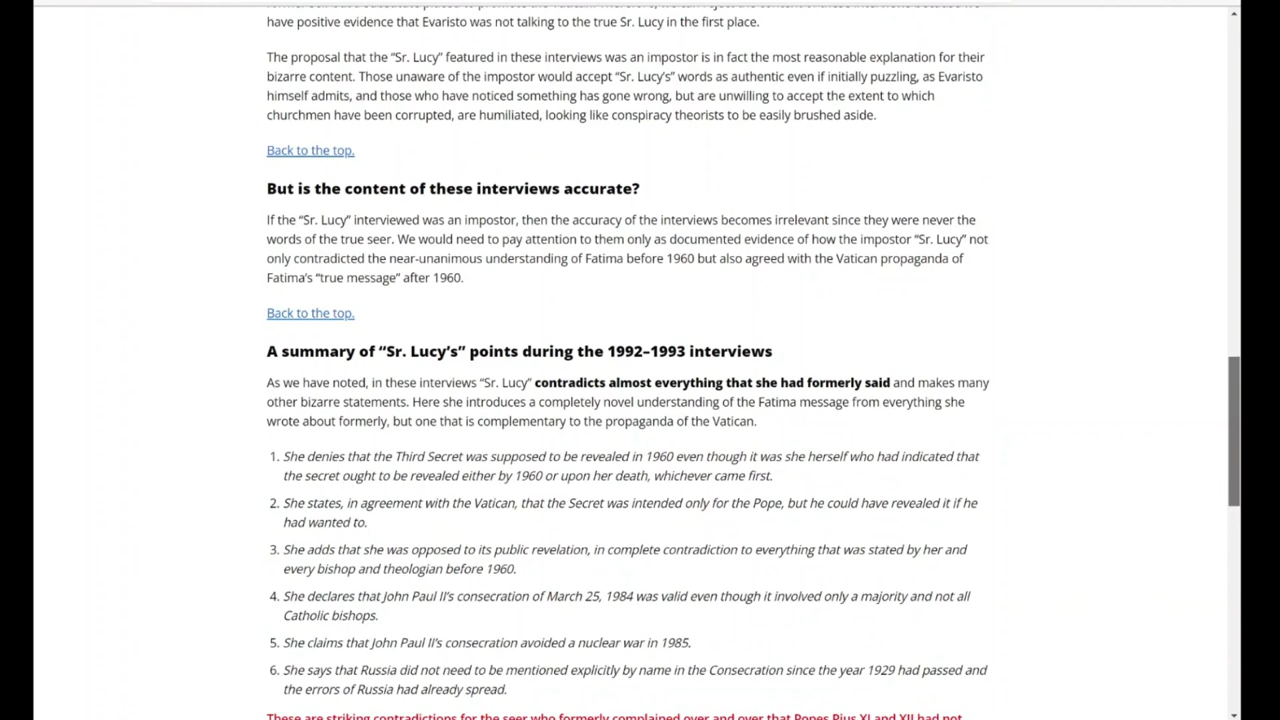 have positive evidence that Evaristo was not talking to the true Sr. Lucy in the first place.
The proposal that the “Sr. Lucy” featured in these interviews was an impostor is in fact the most reasonable explanation for their
bizarre content. Those unaware of the impostor would accept “Sr. Lucy’s” words as authentic even if initially puzzling, as Evaristo
himself admits, and those who have noticed something has gone wrong, but are unwilling to accept the extent to which
churchmen have been corrupted, are humiliated, looking like conspiracy theorists to be easily brushed aside.
Back to the top.
But is the content of these interviews accurate?
If the “Sr. Lucy” interviewed was an impostor, then the accuracy of the interviews becomes irrelevant since they were never the
words of the true seer. We would need to pay attention to them only as documented evidence of how the impostor “Sr. Lucy” not
only contradicted the near-unanimous understanding of Fatima before 1960 but also agreed with the Vatican propaganda of
Fatima’s “true message” after 1960.
Back to the top.
A summary of “Sr. Lucy’s” points during the 1992–1993 interviews
As we have noted, in these interviews “Sr. Lucy” contradicts almost everything that she had formerly said and makes many
other bizarre statements. Here she introduces a completely novel understanding of the Fatima message from everything she
wrote about formerly, but one that is complementary to the propaganda of the Vatican.
1. She denies that the Third Secret was supposed to be revealed in 1960 even though it was she herself who had indicated that
the secret ought to be revealed either by 1960 or upon her death, whichever came first.
2. She states, in agreement with the Vatican, that the Secret was intended only for the Pope, but he could have revealed it if he
had wanted to.
3. She adds that she was opposed to its public revelation, in complete contradiction to everything that was stated by her and
every bishop and theologian before 1960.
4. She declares that John Paul II’s consecration of March 25, 1984 was valid even though it involved only a majority and not all
Catholic bishops.
5. She claims that John Paul II’s consecration avoided a nuclear war in 1985.
6. She says that Russia did not need to be mentioned explicitly by name in the Consecration since the year 1929 had passed and
the errors of Russia had already spread.
These are striking contradictions for the seer who formerly complained over and over that Popes Pius XI and XII had not